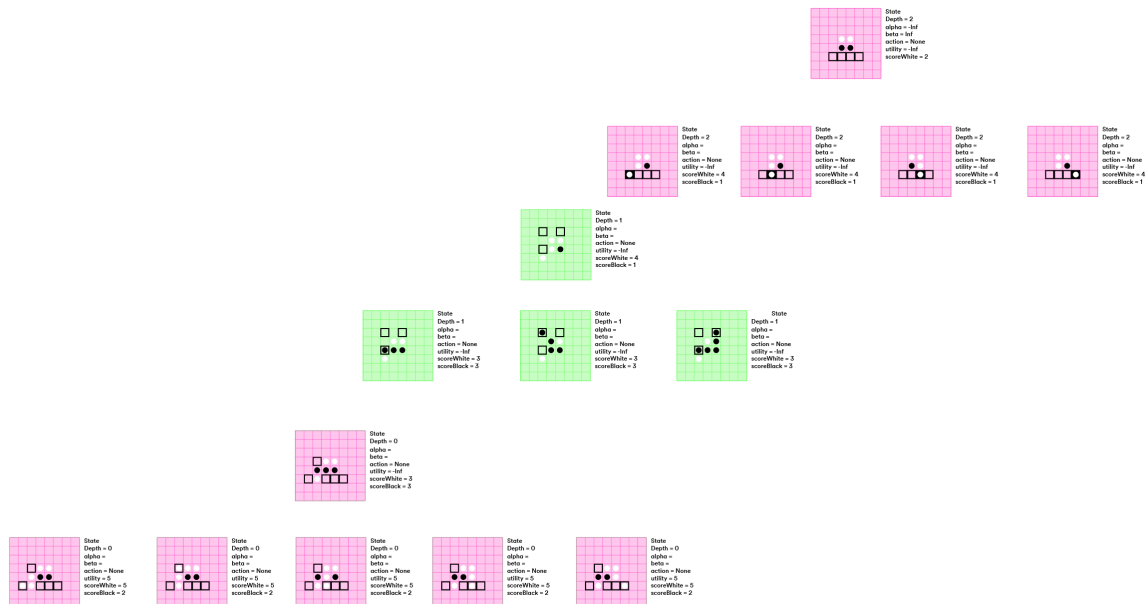 State
Depth = 2
alpha = -Inf
beta = Inf
action = None
utility = -Inf
scoreWhite = 2
State
Depth = 2
alpha =
beta =
action = None
utility = -Inf
scoreWhite = 4
scoreBlack = 1
State
Depth = 2
alpha =
beta =
action = None
utility = -Inf
scoreWhite = 4
scoreBlack = 1
State
Depth = 2
alpha =
beta =
action = None
utility = -Inf
scoreWhite = 4
scoreBlack = 1
State
Depth = 2
alpha =
beta =
action = None
utility = -Inf
scoreWhite = 4
scoreBlack = 1
State
Depth = 1
alpha =
beta =
action = None
utility = -Inf
scoreWhite = 4
scoreBlack = 1
State
Depth = 1
alpha =
beta =
action = None
utility = -Inf
scoreWhite = 3
scoreBlack = 3
State
Depth = 1
alpha =
beta =
action = None
utility = -Inf
scoreWhite = 3
scoreBlack = 3
State
Depth = 1
alpha =
beta =
action = None
utility = -Inf
scoreWhite = 3
scoreBlack = 3
State
Depth = 0
alpha =
beta =
action = None
utility = -Inf
scoreWhite = 3
scoreBlack = 3
State
Depth = 0
alpha =
beta =
action = None
utility = 5
scoreWhite = 5
scoreBlack = 2
State
Depth = 0
alpha =
beta =
action = None
utility = 5
scoreWhite = 5
scoreBlack = 2
State
Depth = 0
alpha =
beta =
action = None
utility = 5
scoreWhite = 5
scoreBlack = 2
State
Depth = 0
alpha =
beta =
action = None
utility = 5
scoreWhite = 5
scoreBlack = 2
State
Depth = 0
alpha =
beta =
action = None
utility = 5
scoreWhite = 5
scoreBlack = 2